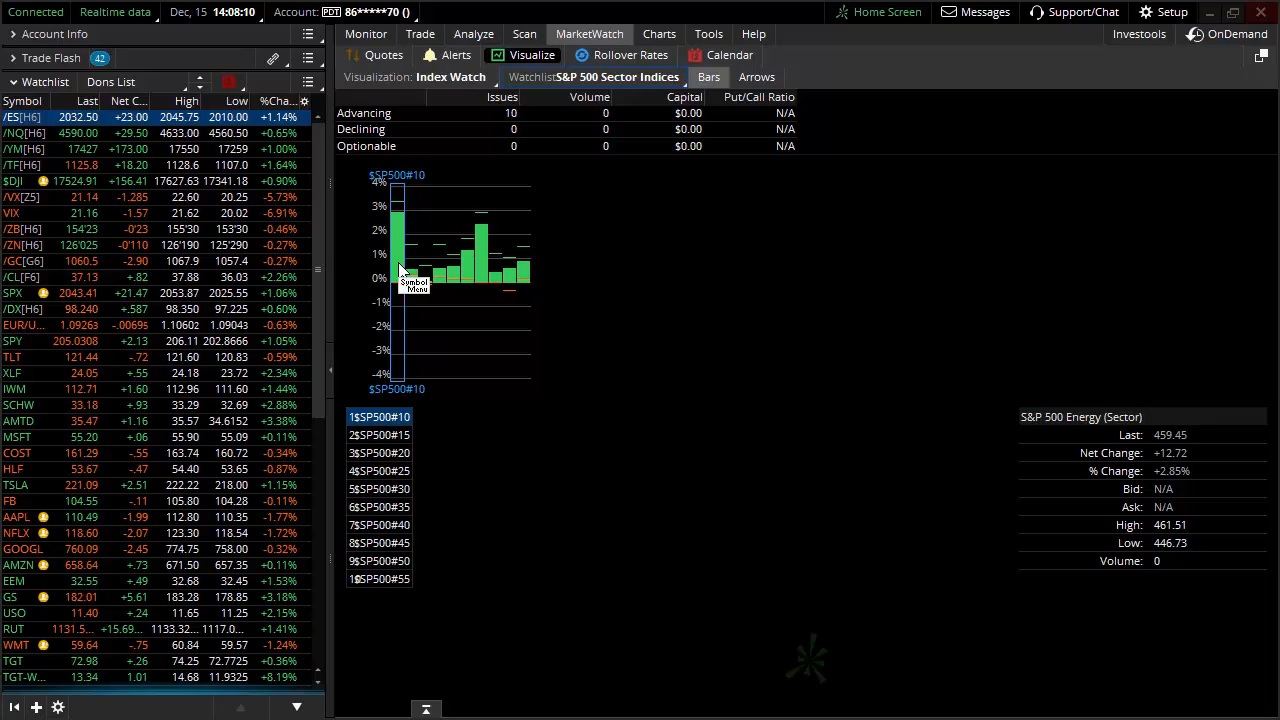 Connected Realtime data Dec, 15 14:08:10 Account: PDT 86*****70 () Home Screen Messages Support/Chat Setup
Account Info
Trade Flash 42
Watchlist Dons List
Monitor Trade Analyze Scan MarketWatch Charts Tools Help Investools OnDemand
Quotes Alerts Visualize Rollover Rates Calendar
Visualization: Index Watch Watchlist S&P 500 Sector Indices Bars Arrows
Symbol Last Net C... High Low %Cha...
/ES[H6] 2032.50 +23.00 2045.75 2010.00 +1.14%
/NQ[H6] 4590.00 +29.50 4633.00 4560.50 +0.65%
/YM[H6] 17427 +173.00 17550 17259 +1.00%
/TF[H6] 1125.8 +18.20 1128.6 1107.0 +1.64%
$DJI 17524.91 +156.41 17627.63 17341.18 +0.90%
/VX[Z5] 21.14 -1.285 22.60 20.25 -5.73%
VIX 21.16 -1.57 21.62 20.02 -6.91%
/ZB[H6] 154'23 -0'23 155'30 153'30 -0.46%
/ZN[H6] 126'025 -0'110 126'190 125'290 -0.27%
/GC[G6] 1060.5 -2.90 1067.9 1057.4 -0.27%
/CL[F6] 37.13 +.82 37.88 36.03 +2.26%
SPX 2043.41 +21.47 2053.87 2025.55 +1.06%
/DX[H6] 98.240 +.587 98.350 97.225 +0.60%
EUR/U... 1.09263 -.00695 1.10602 1.09043 -0.63%
SPY 205.0308 +2.13 206.11 202.8666 +1.05%
TLT 121.44 -.72 121.60 120.83 -0.59%
XLF 24.05 +.55 24.18 23.72 +2.34%
IWM 112.71 +1.60 112.96 111.60 +1.44%
SCHW 33.18 +.93 33.29 32.69 +2.88%
AMTD 35.47 +1.16 35.57 34.6152 +3.38%
MSFT 55.20 +.06 55.90 55.09 +0.11%
COST 161.29 -.55 163.74 160.72 -0.34%
HLF 53.67 -.47 54.40 53.65 -0.87%
TSLA 221.09 +2.51 222.22 218.00 +1.15%
FB 104.55 -.11 105.80 104.28 -0.11%
AAPL 110.49 -1.99 112.80 110.35 -1.77%
NFLX 118.60 -2.07 123.30 118.54 -1.72%
GOOGL 760.09 -2.45 774.75 758.00 -0.32%
AMZN 658.64 +.73 671.50 657.35 +0.11%
EEM 32.55 +.49 32.68 32.45 +1.53%
GS 182.01 +5.61 183.28 178.85 +3.18%
USO 11.40 +.24 11.65 11.25 +2.15%
RUT 1131.5... +15.69... 1133.32... 1117.0... +1.41%
WMT 59.64 -.75 60.84 59.57 -1.24%
TGT 72.98 +.26 74.25 72.7725 +0.36%
TGT-W... 13.34 1.01 14.68 11.9325 +8.19%
Issues Volume Capital Put/Call Ratio
Advancing 10 0 $0.00 N/A
Declining 0 0 $0.00 N/A
Optionable 0 0 $0.00 N/A
$SP500#10
4%
3%
2%
1%
0%
-1%
-2%
-3%
-4%
Symbol
Menu
$SP500#10
1$SP500#10
2$SP500#15
3$SP500#20
4$SP500#25
5$SP500#30
6$SP500#35
7$SP500#40
8$SP500#45
9$SP500#50
10$SP500#55
S&P 500 Energy (Sector)
Last: 459.45
Net Change: +12.72
% Change: +2.85%
Bid: N/A
Ask: N/A
High: 461.51
Low: 446.73
Volume: 0